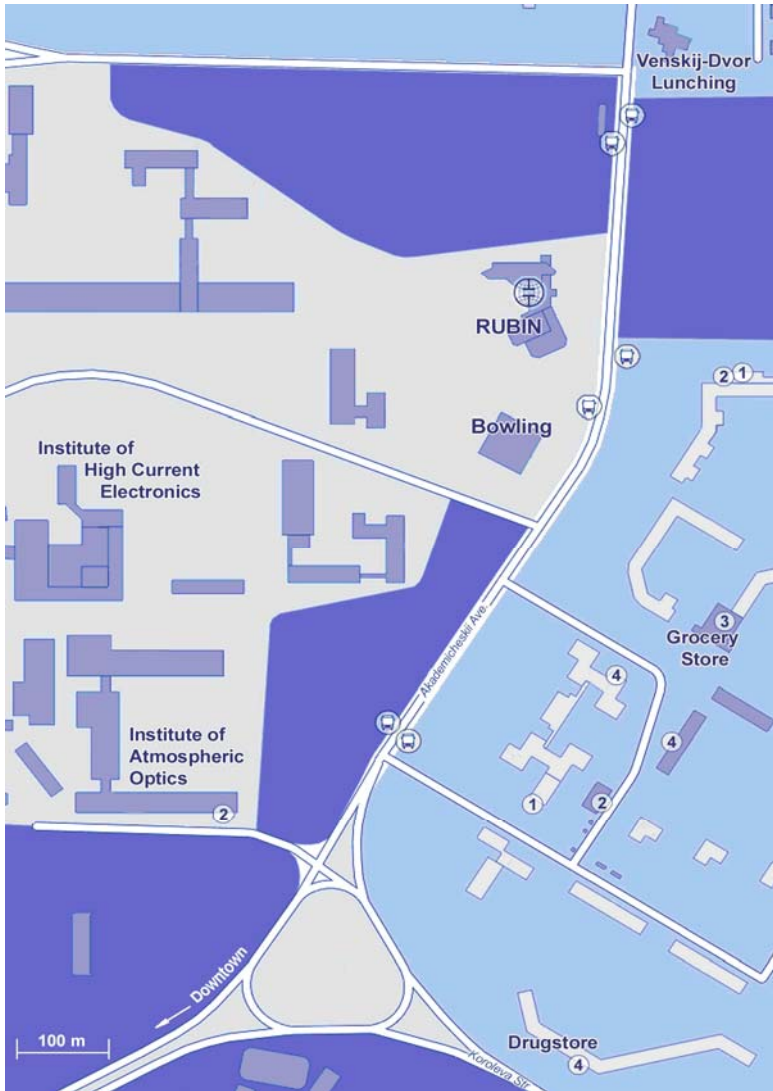 Venskij-Dvor
Lunching
RUBIN
2
1
Bowling
Institute of
High Current
Electronics
Akademicheskii Ave.
3
Grocery
Store
4
4
Institute of
Atmospheric
Optics
2
1
2
Downtown
100 m
Drugstore
4
Koroleva Str.